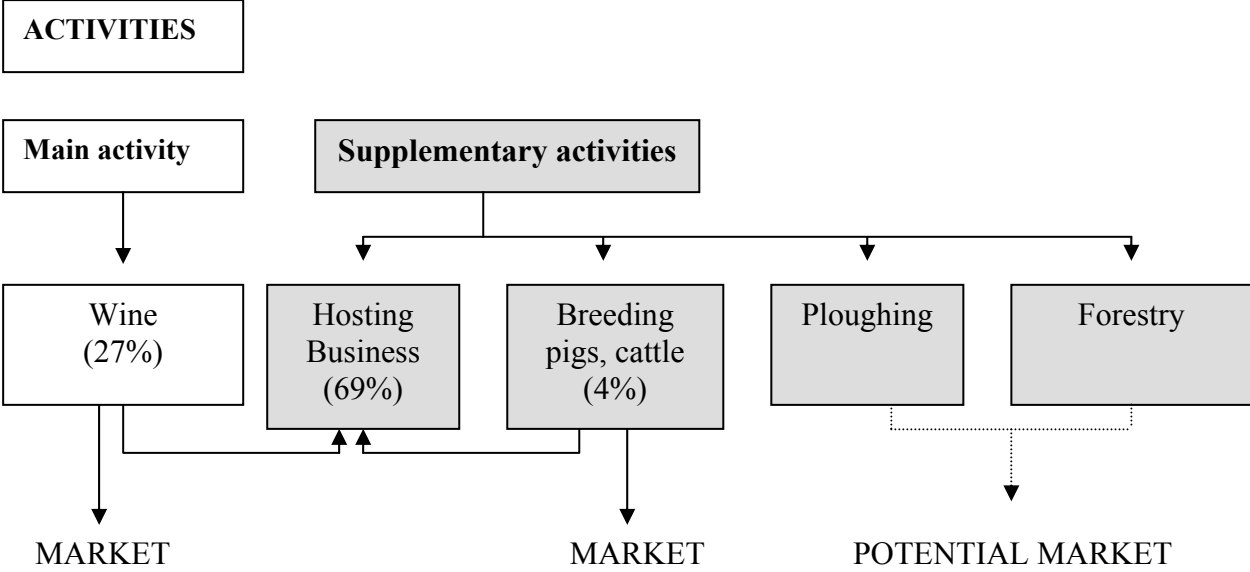 ACTIVITIES
Main activity
Supplementary activities
Wine
(27%)
Hosting
Business
(69%)
Breeding
pigs, cattle
(4%)
Ploughing
Forestry
MARKET
MARKET
POTENTIAL MARKET